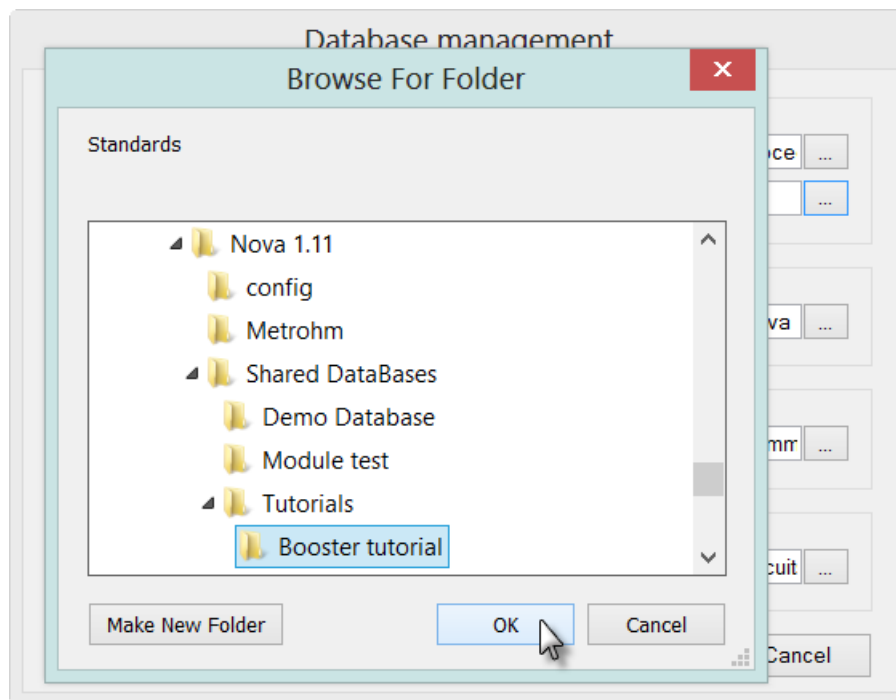 Database management
Browse For Folder
Standards
...
...
Nova 1.11
config
Metrohm
Shared DataBases
...
Demo Database
Module test
...
Tutorials
Booster tutorial
...
Make New Folder
OK
Cancel
Cancel